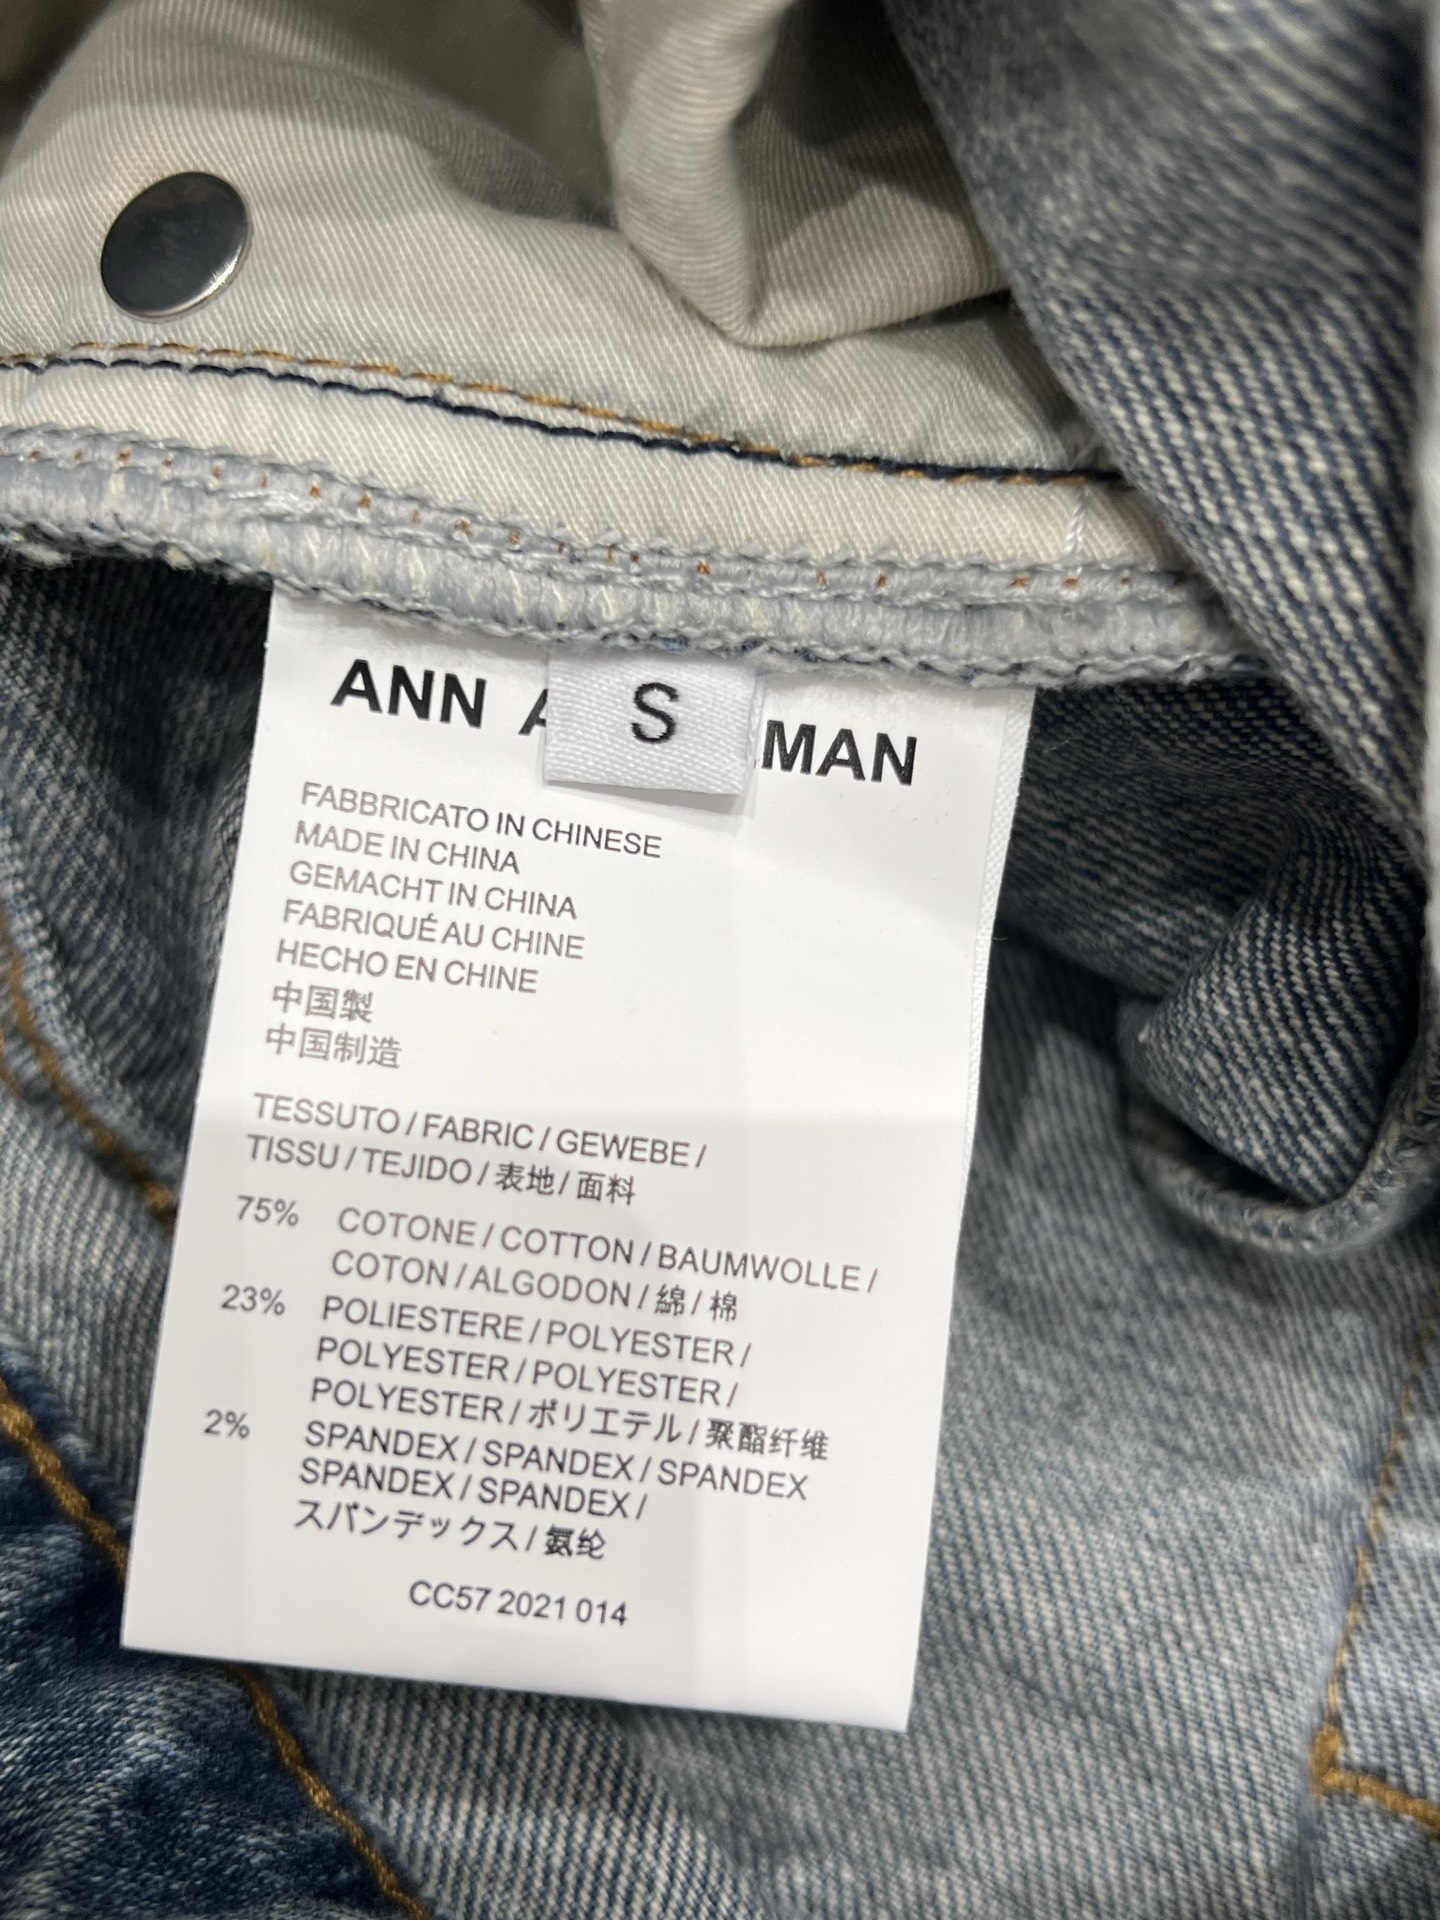 ANN
S
MAN
FABBRICATO IN CHINESE
MADE IN CHINA
GEMACHT IN CHINA
FABRIQUÉ AU CHINE
HECHO EN CHINE
中国製
中国制造
TESSUTO / FABRIC / GEWEBE /
TISSU / TEJIDO / 表地 / 面料
75% COTONE / COTTON / BAUMWOLLE /
COTON / ALGODON / 綿 / 棉
23% POLIESTERE / POLYESTER /
POLYESTER / POLYESTER /
POLYESTER / ポリエテル / 聚酯纤维
2% SPANDEX / SPANDEX / SPANDEX
SPANDEX / SPANDEX /
スパンデックス / 氨纶
CC57 2021 014